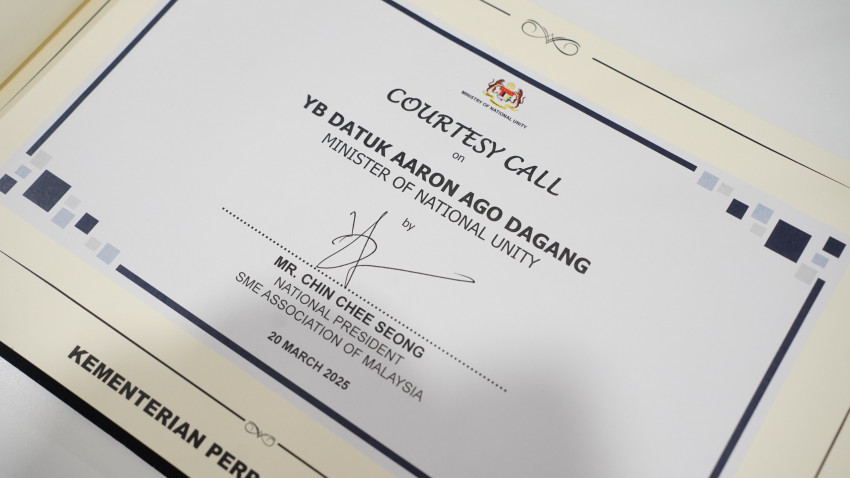 MINISTRY OF NATIONAL UNITY
COURTESY CALL
on
YB DATUK AARON AGO DAGANG
MINISTER OF NATIONAL UNITY
by
MR. CHIN CHEE SEONG
NATIONAL PRESIDENT
SME ASSOCIATION OF MALAYSIA
20 MARCH 2025
KEMENTERIAN